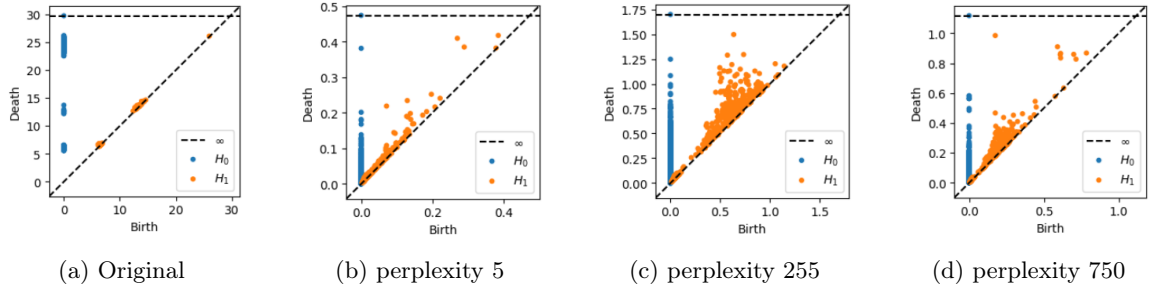 30
25
20
15
10
5
0
Death
∞
H₀
H₁
0
10
20
30
Birth
(a) Original
0.5
0.4
0.3
0.2
0.1
0.0
Death
∞
H₀
H₁
0.0
0.2
0.4
Birth
(b) perplexity 5
1.75
1.50
1.25
1.00
0.75
0.50
0.25
0.00
Death
∞
H₀
H₁
0.0
0.5
1.0
1.5
Birth
(c) perplexity 255
1.0
0.8
0.6
0.4
0.2
0.0
Death
∞
H₀
H₁
0.0
0.5
1.0
Birth
(d) perplexity 750